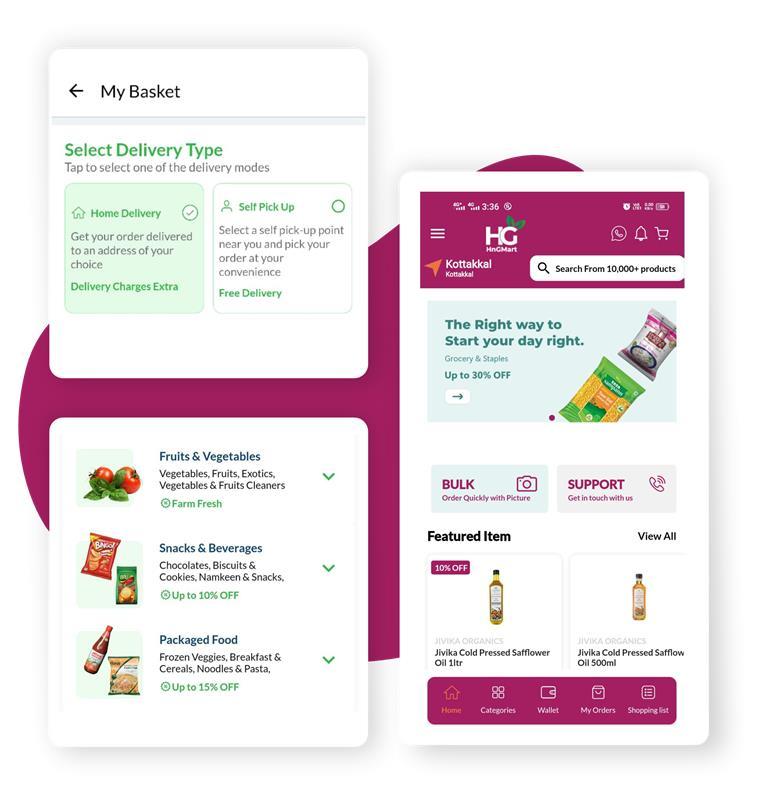 My Basket
Select Delivery Type
Tap to select one of the delivery modes
Home Delivery
Get your order delivered
to an address of your
choice
Delivery Charges Extra
Self Pick Up
Select a self pick-up point
near you and pick your
order at your
convenience
Free Delivery
Fruits & Vegetables
Vegetables, Fruits, Exotics,
Vegetables & Fruits Cleaners
Farm Fresh
Snacks & Beverages
Chocolates, Biscuits &
Cookies, Namkeen & Snacks,
Up to 10% OFF
BINGO!
Packaged Food
Frozen Veggies, Breakfast &
Cereals, Noodles & Pasta,
Up to 15% OFF
4G+ 4G 3:36
HG
HnGMart
Kottakkal
Kottakkal
Search From 10,000+ products
The Right way to
Start your day right.
Grocery & Staples
Up to 30% OFF
TATA
sampann
BULK
Order Quickly with Picture
SUPPORT
Get in touch with us
Featured Item
View All
10% OFF
JIVIKA ORGANICS
Jivika Cold Pressed Safflower
Oil 1ltr
JIVIKA ORGANICS
Jivika Cold Pressed Safflow
Oil 500ml
Home
Categories
Wallet
My Orders
Shopping list